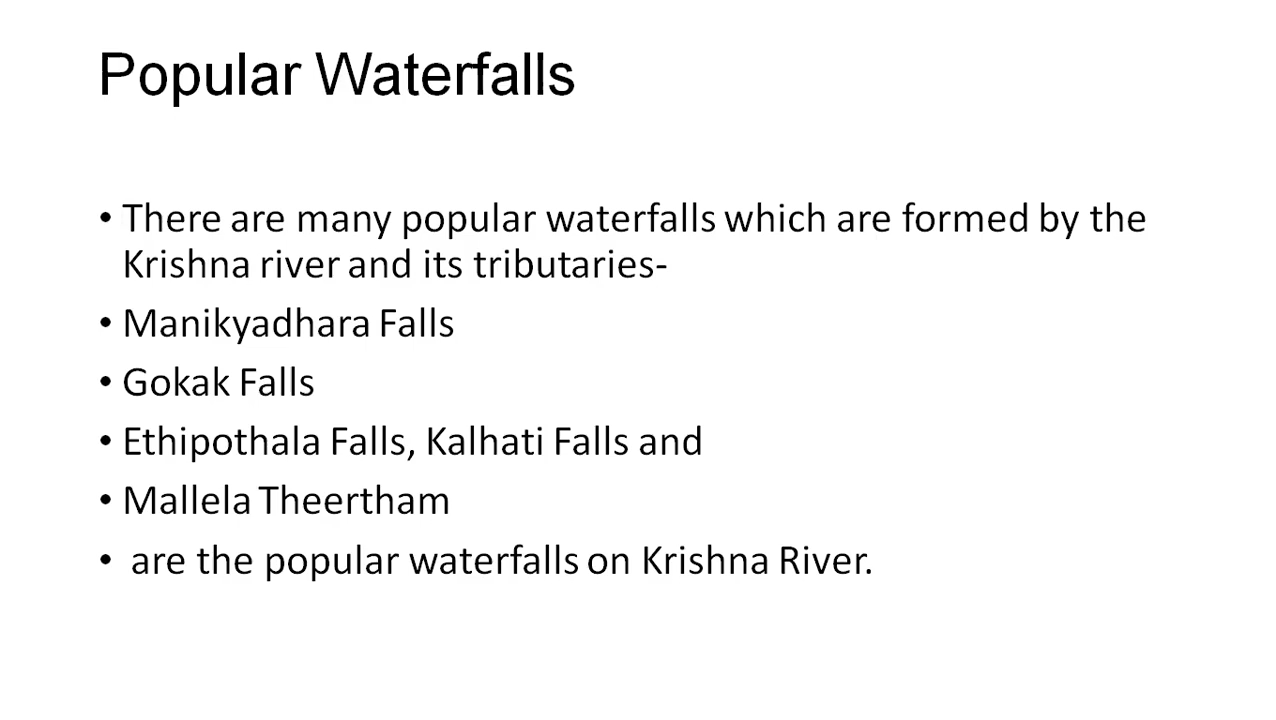 Popular Waterfalls
• There are many popular waterfalls which are formed by the
Krishna river and its tributaries-
• Manikyadhara Falls
• Gokak Falls
• Ethipothala Falls, Kalhati Falls and
• Mallela Theertham
• are the popular waterfalls on Krishna River.